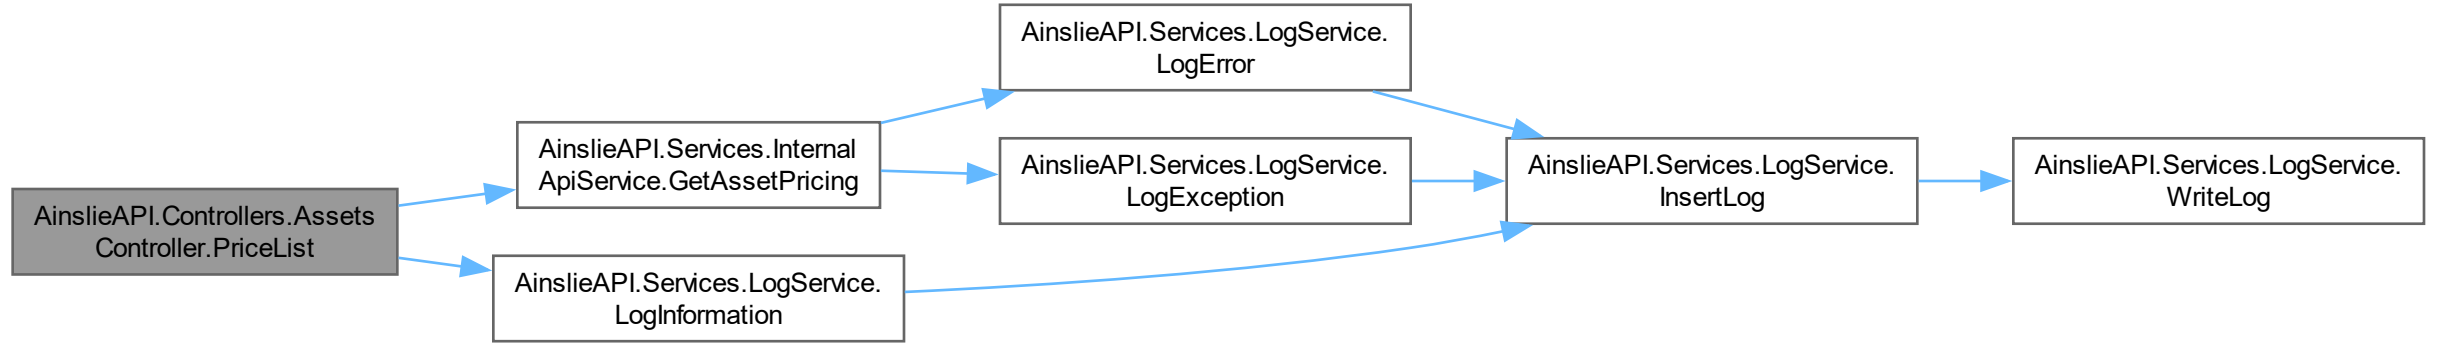 AinslieAPI.Controllers.Assets
Controller.PriceList
AinslieAPI.Services.Internal
ApiService.GetAssetPricing
AinslieAPI.Services.LogService.
LogError
AinslieAPI.Services.LogService.
LogException
AinslieAPI.Services.LogService.
LogInformation
AinslieAPI.Services.LogService.
InsertLog
AinslieAPI.Services.LogService.
WriteLog